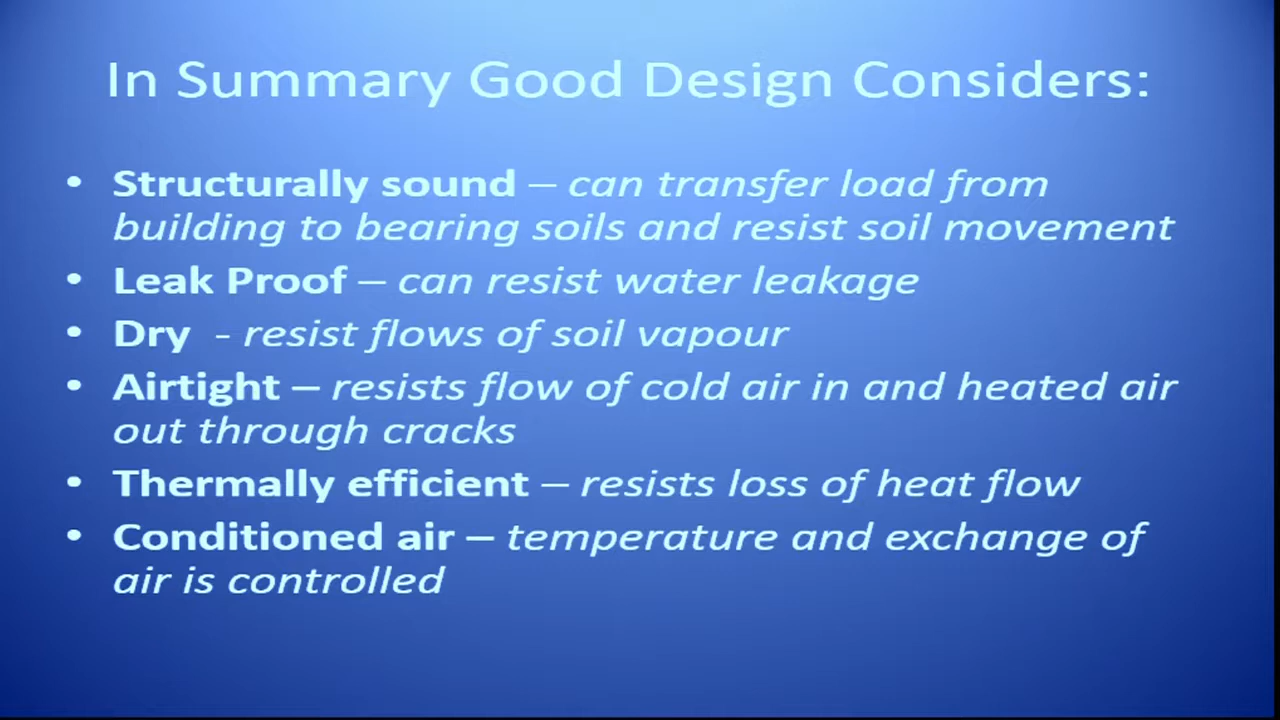 In Summary Good Design Considers:
• Structurally sound – can transfer load from
building to bearing soils and resist soil movement
• Leak Proof – can resist water leakage
• Dry - resist flows of soil vapour
• Airtight – resists flow of cold air in and heated air
out through cracks
• Thermally efficient – resists loss of heat flow
• Conditioned air – temperature and exchange of
air is controlled